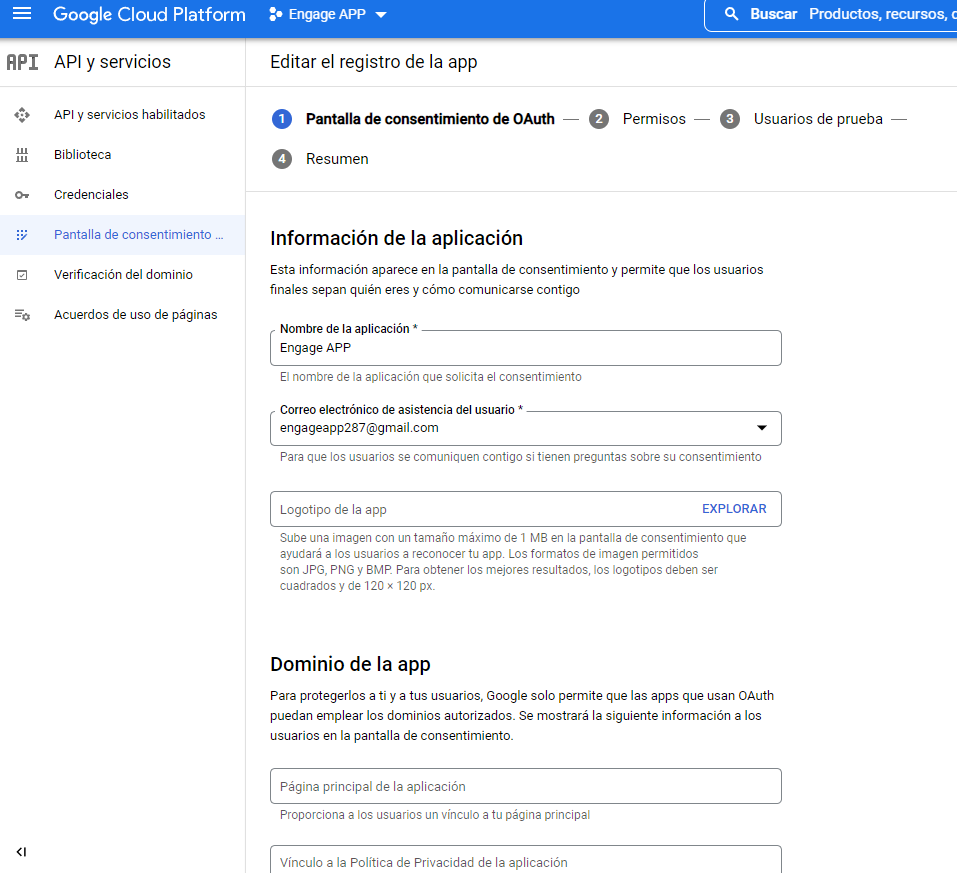 Google Cloud Platform
Engage APP
Buscar Productos, recursos,
API API y servicios
Editar el registro de la app
API y servicios habilitados
Biblioteca
Credenciales
Pantalla de consentimiento ...
Verificación del dominio
Acuerdos de uso de páginas
1 Pantalla de consentimiento de OAuth — 2 Permisos — 3 Usuarios de prueba —
4 Resumen
Información de la aplicación
Esta información aparece en la pantalla de consentimiento y permite que los usuarios
finales sepan quién eres y cómo comunicarse contigo
Nombre de la aplicación *
Engage APP
El nombre de la aplicación que solicita el consentimiento
Correo electrónico de asistencia del usuario *
engageapp287@gmail.com
Para que los usuarios se comuniquen contigo si tienen preguntas sobre su consentimiento
Logotipo de la app EXPLORAR
Sube una imagen con un tamaño máximo de 1 MB en la pantalla de consentimiento que
ayudará a los usuarios a reconocer tu app. Los formatos de imagen permitidos
son JPG, PNG y BMP. Para obtener los mejores resultados, los logotipos deben ser
cuadrados y de 120 × 120 px.
Dominio de la app
Para protegerlos a ti y a tus usuarios, Google solo permite que las apps que usan OAuth
puedan emplear los dominios autorizados. Se mostrará la siguiente información a los
usuarios en la pantalla de consentimiento.
Página principal de la aplicación
Proporciona a los usuarios un vínculo a tu página principal
Vínculo a la Política de Privacidad de la aplicación